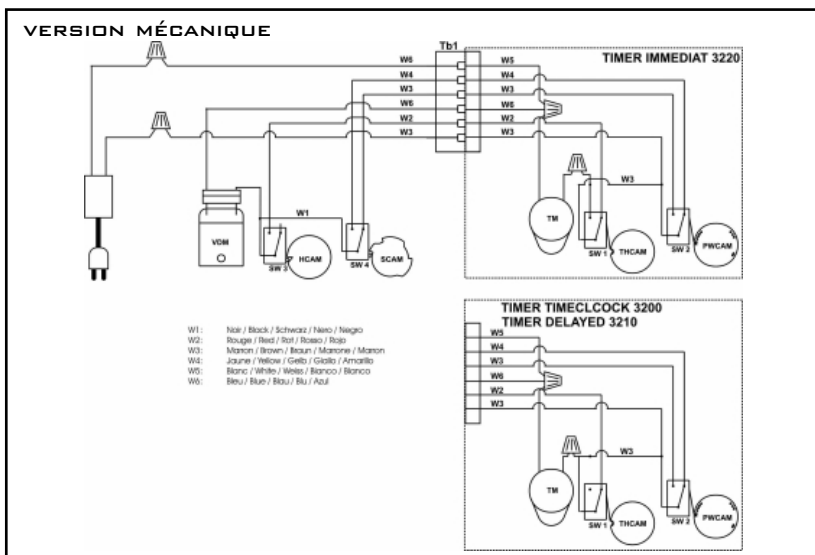 VERSION MÉCANIQUE
Tb1
TIMER IMMEDIAT 3220
W6
W4
W3
W6
W2
W3
W5
W4
W3
W6
W2
W3
W3
W1
VDM
SW 3
HCAM
SW 4
SCAM
TM
SW 1
THCAM
SW 2
PWCAM
TIMER TIMECLCOCK 3200
TIMER DELAYED 3210
W5
W4
W3
W6
W2
W3
W3
TM
SW 1
THCAM
SW 2
PWCAM
W1: Noir / Black / Schwarz / Nero / Negro
W2: Rouge / Red / Rot / Rosso / Rojo
W3: Marron / Brown / Braun / Marrone / Marron
W4: Jaune / Yellow / Gelb / Giallo / Amarillo
W5: Blanc / White / Weiss / Bianco / Blanco
W6: Bleu / Blue / Blau / Blu / Azul